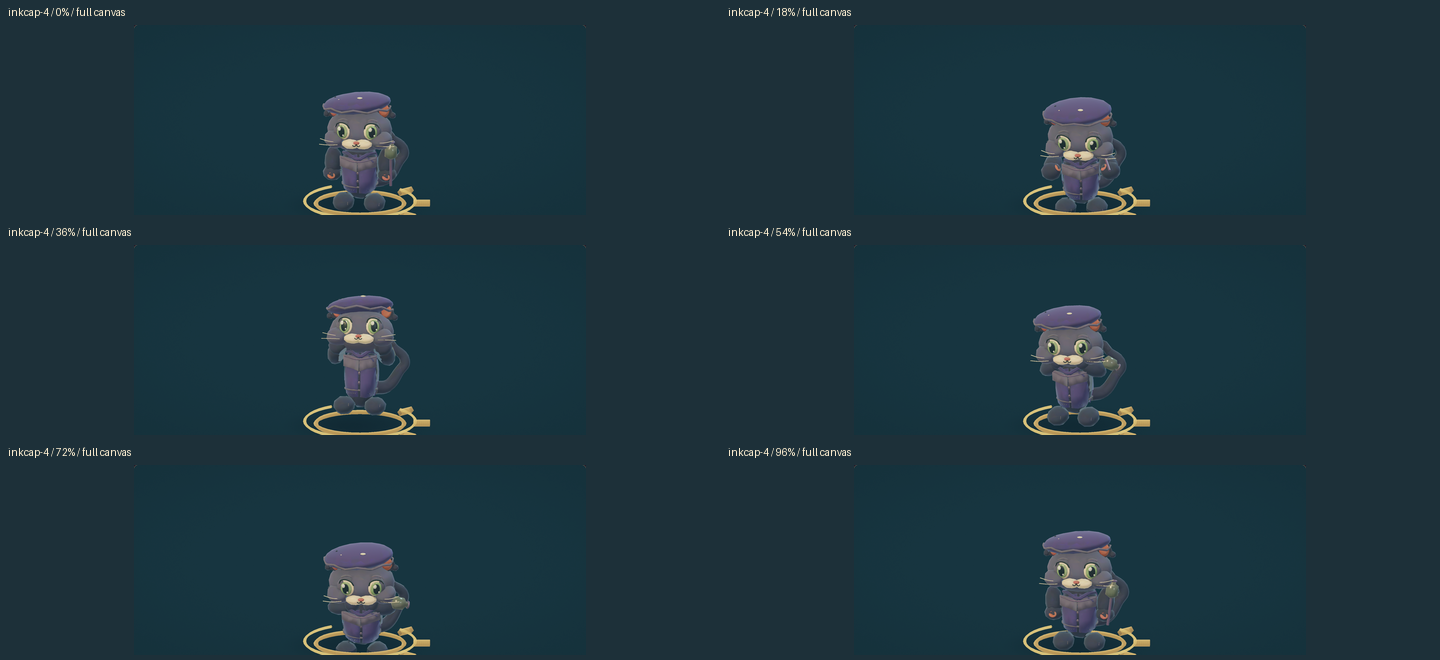 inkcap-4 / 0% / full canvas
inkcap-4 / 18% / full canvas
inkcap-4 / 36% / full canvas
inkcap-4 / 54% / full canvas
inkcap-4 / 72% / full canvas
inkcap-4 / 96% / full canvas